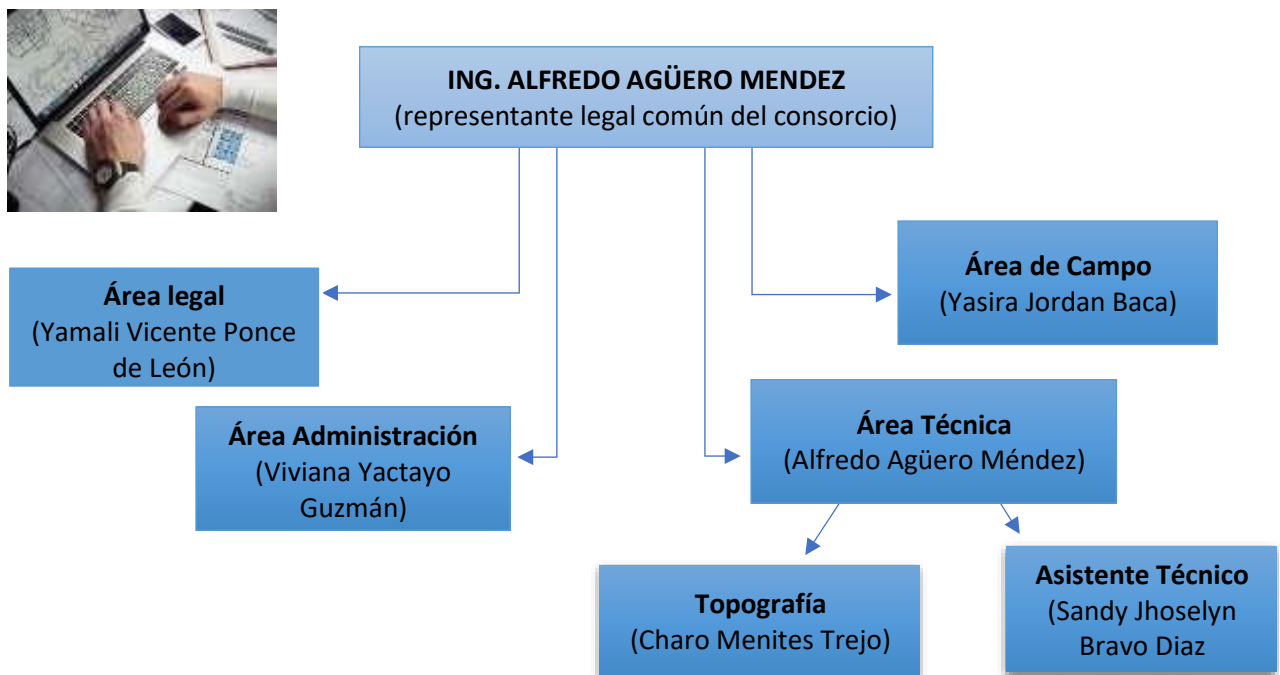 ING. ALFREDO AGÜERO MENDEZ
(representante legal común del consorcio)
Área legal
(Yamali Vicente Ponce
de León)
Área de Campo
(Yasira Jordan Baca)
Área Administración
(Viviana Yactayo
Guzmán)
Área Técnica
(Alfredo Agüero Méndez)
Topografía
(Charo Menites Trejo)
Asistente Técnico
(Sandy Jhoselyn
Bravo Diaz